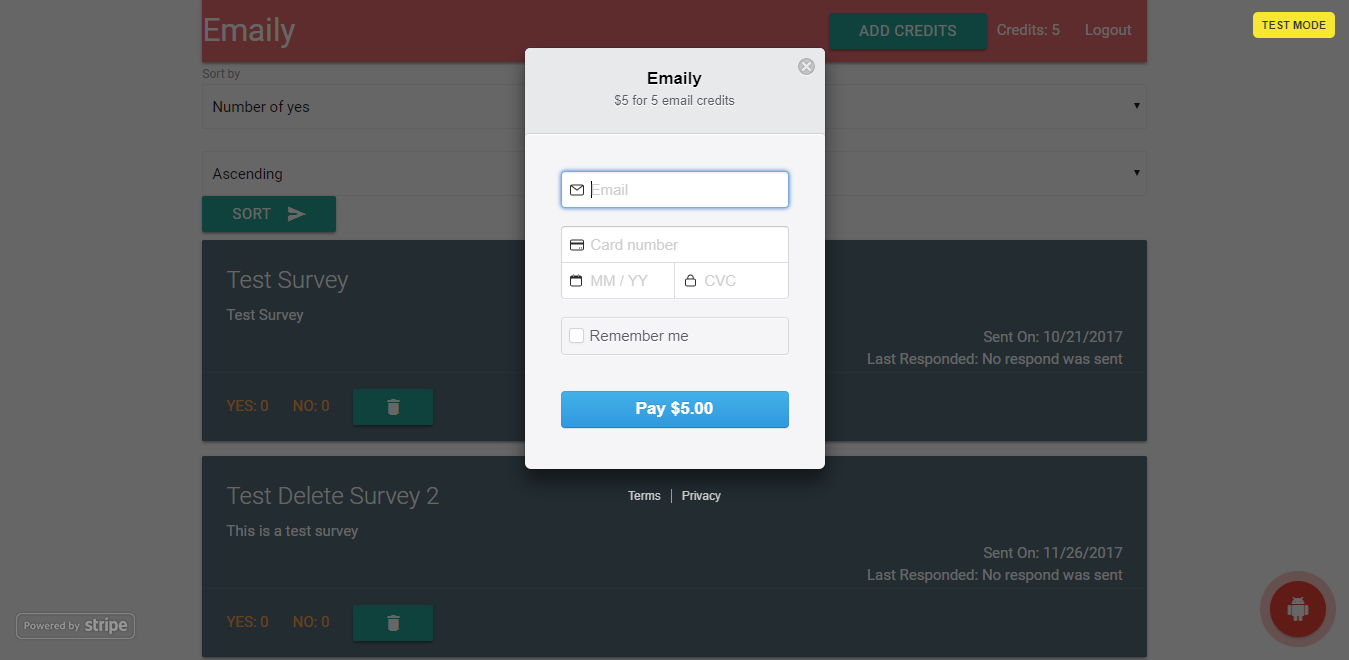 Emaily
ADD CREDITS
Credits: 5
Logout
TEST MODE
Sort by
Number of yes
Ascending
SORT
Emaily
$5 for 5 email credits
Email
Card number
MM / YY
CVC
Remember me
Pay $5.00
Terms
Privacy
Test Survey
Test Survey
Sent On: 10/21/2017
Last Responded: No respond was sent
YES: 0
NO: 0
Test Delete Survey 2
This is a test survey
Sent On: 11/26/2017
Last Responded: No respond was sent
YES: 0
NO: 0
Powered by stripe